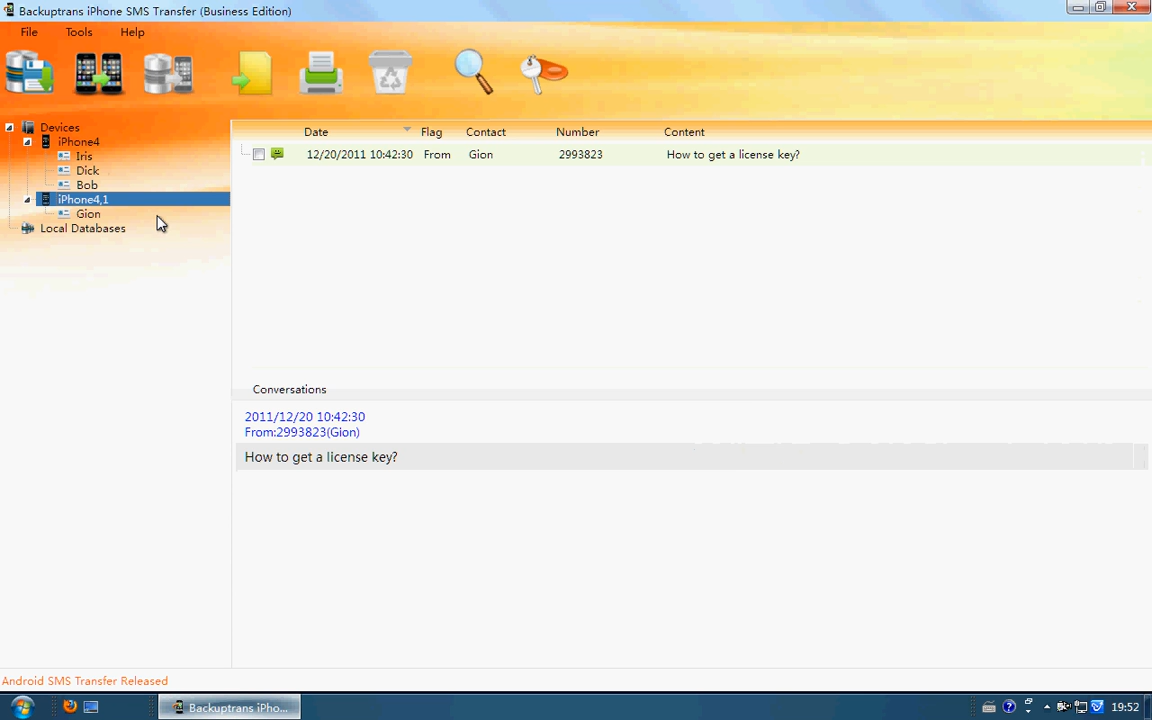 Backuptrans iPhone SMS Transfer (Business Edition)
File Tools Help
Devices
iPhone4
Iris
Dick
Bob
iPhone4,1
Gion
Local Databases
Date Flag Contact Number Content
12/20/2011 10:42:30 From Gion 2993823 How to get a license key?
Conversations
2011/12/20 10:42:30
From:2993823(Gion)
How to get a license key?
Android SMS Transfer Released
Backuptrans iPho...
19:52